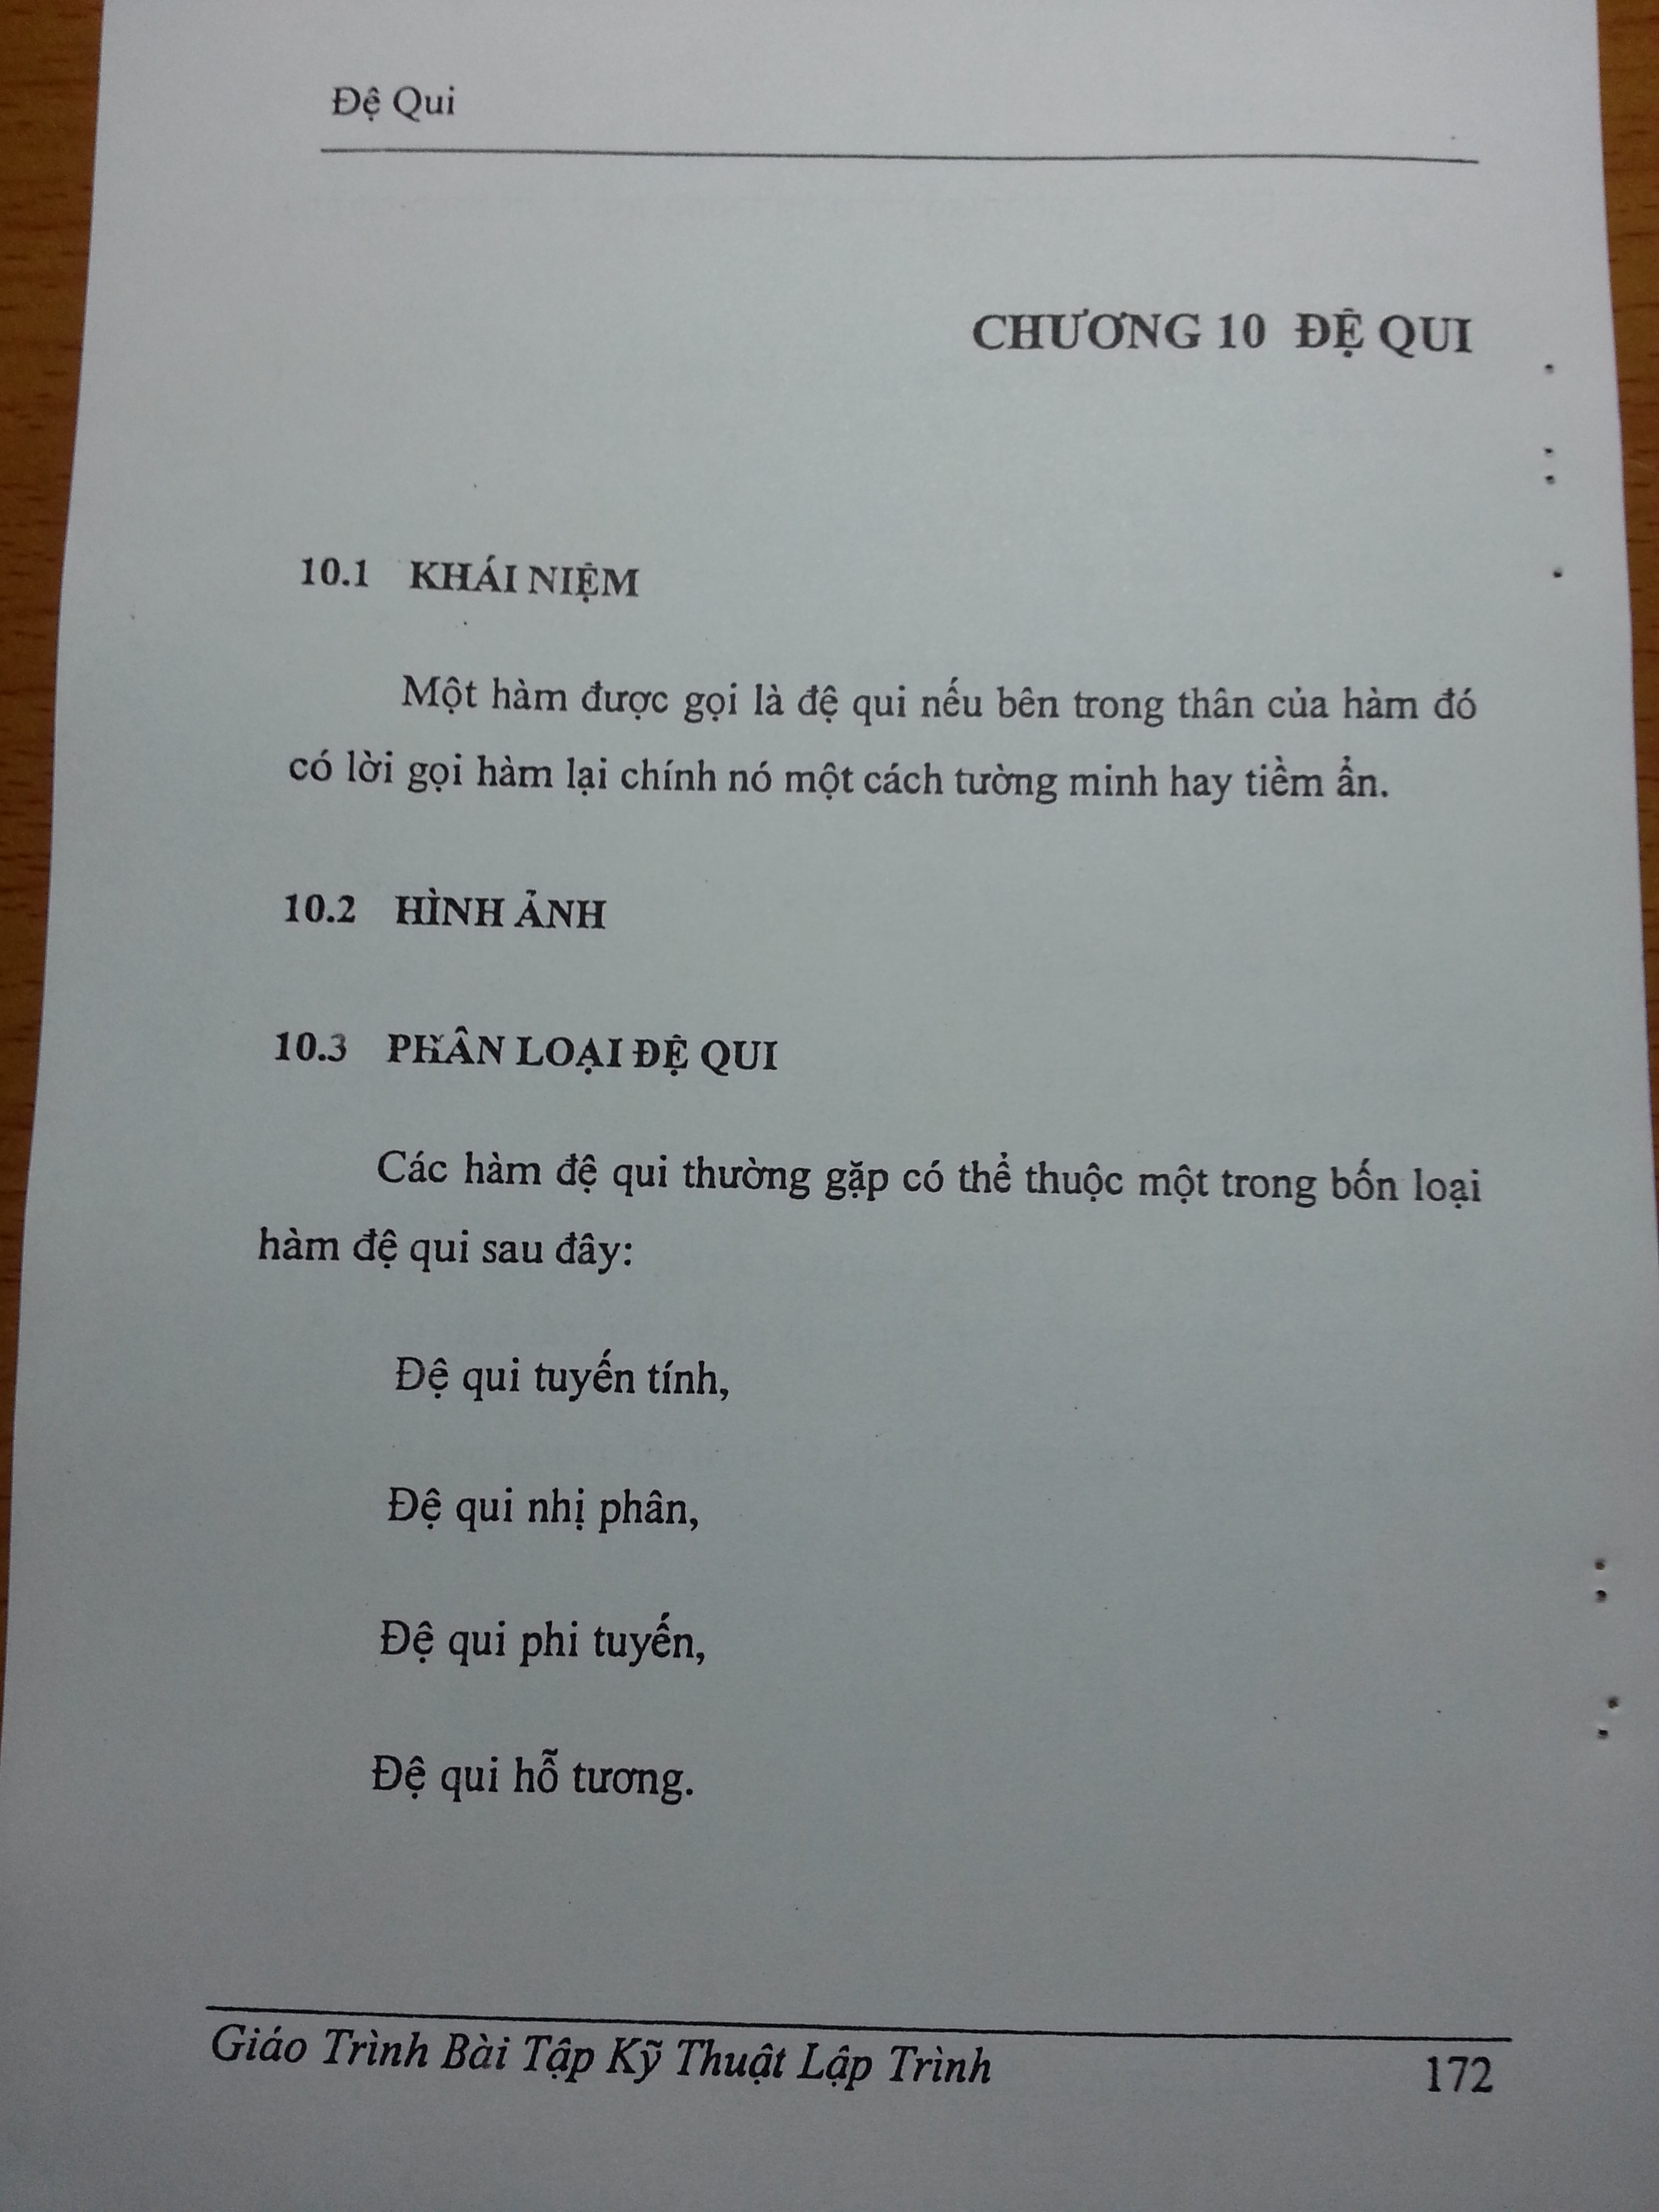 Đệ Qui
CHƯƠNG 10 ĐỆ QUI
10.1 KHÁI NIỆM
Một hàm được gọi là đệ qui nếu bên trong thân của hàm đó
có lời gọi hàm lại chính nó một cách tường minh hay tiềm ẩn.
10.2 HÌNH ẢNH
10.3 PHÂN LOẠI ĐỆ QUI
Các hàm đệ qui thường gặp có thể thuộc một trong bốn loại
hàm đệ qui sau đây:
Đệ qui tuyến tính,
Đệ qui nhị phân,
Đệ qui phi tuyến,
Đệ qui hỗ tương.
Giáo Trình Bài Tập Kỹ Thuật Lập Trình 172